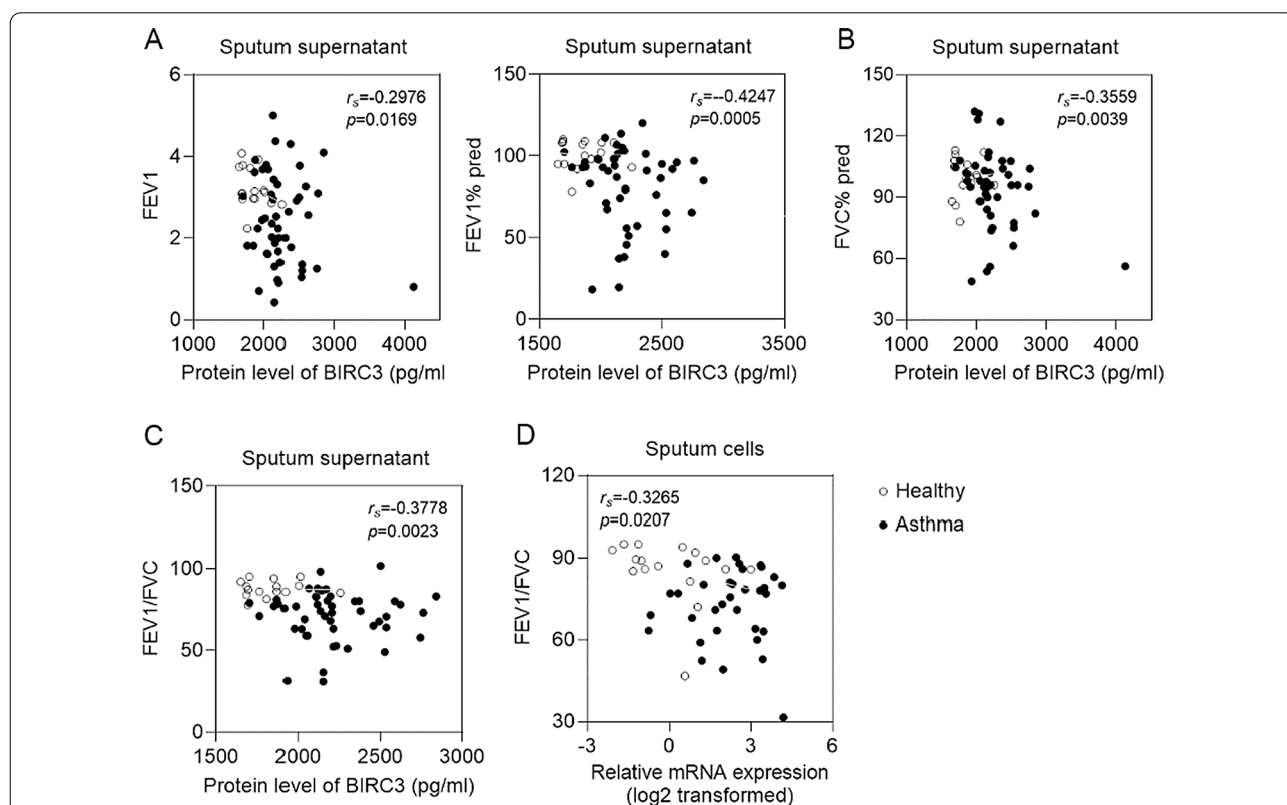 A
Sputum supernatant
6
4
2
0
FEV1
rs=-0.2976
p=0.0169
1000 2000 3000 4000
Protein level of BIRC3 (pg/ml
Sputum supernatant
150
100
50
0
FEV1% pred
rs=--0.4247
p=0.0005
1500 2500 3500
Protein level of BIRC3 (pg/ml)
B
Sputum supernatant
150
120
90
60
30
FVC% pred
rs=-0.3559
p=0.0039
1000 2000 3000 4000
Protein level of BIRC3 (pg/ml)
C
Sputum supernatant
150
100
50
0
FEV1/FVC
rs=-0.3778
p=0.0023
1500 2000 2500 3000
Protein level of BIRC3 (pg/ml)
D
Sputum cells
120
90
60
30
FEV1/FVC
rs=-0.3265
p=0.0207
-3 0 3 6
Relative mRNA expression
(log2 transformed)
Healthy
Asthma